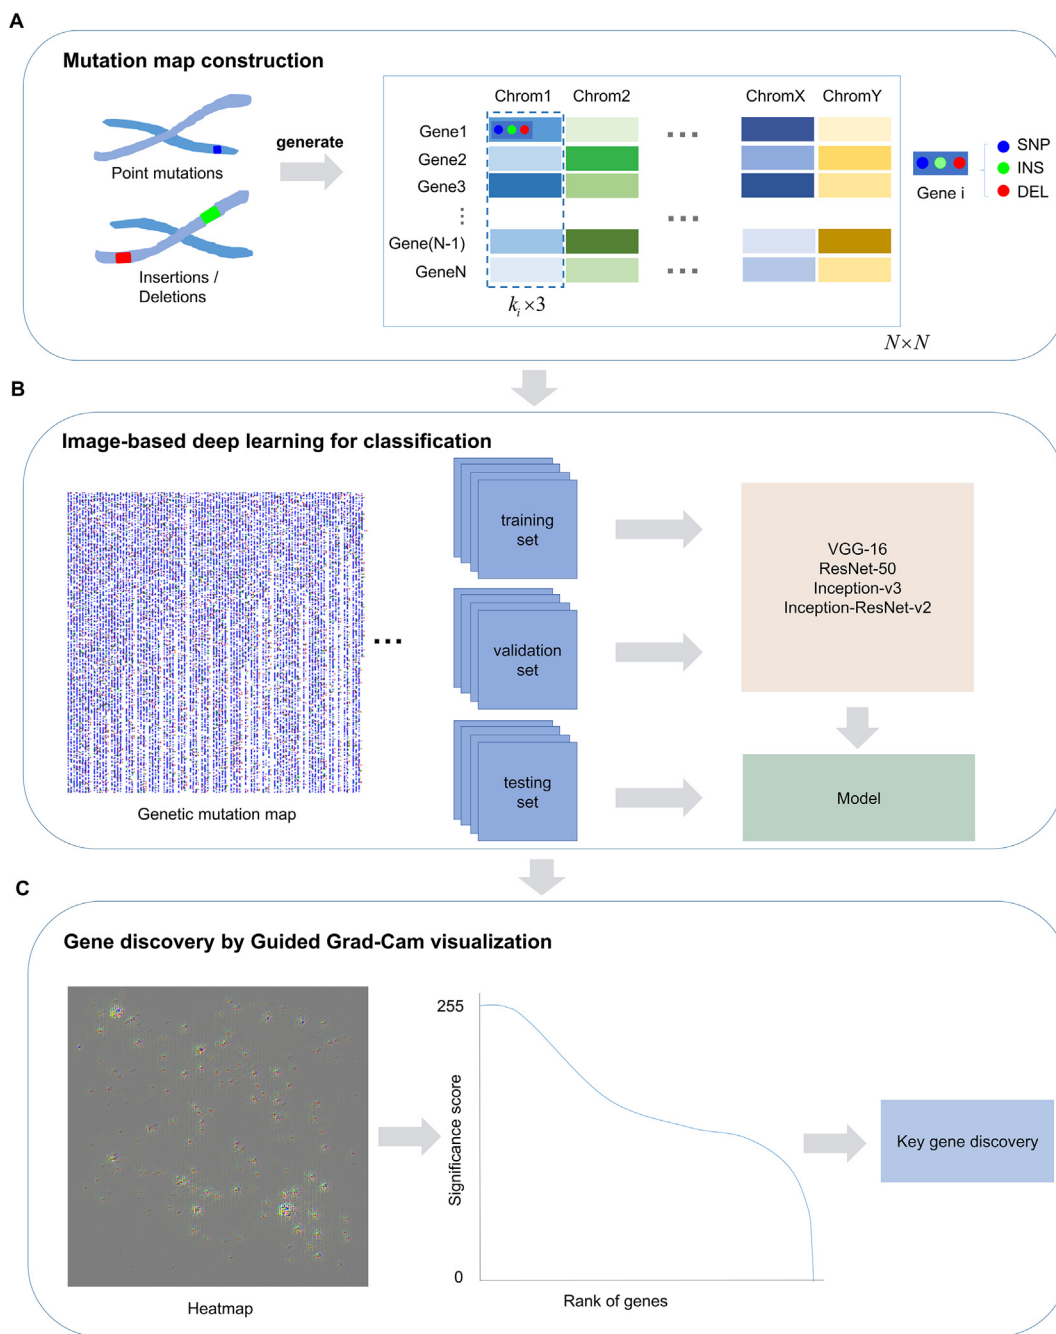 A
Mutation map construction
Point mutations
Insertions /
Deletions
generate
Chrom1 Chrom2 ChromX ChromY
Gene1
Gene2
Gene3
Gene(N-1)
GeneN
k_i×3
N×N
Gene i
SNP
INS
DEL
B
Image-based deep learning for classification
Genetic mutation map
training
set
validation
set
testing
set
VGG-16
ResNet-50
Inception-v3
Inception-ResNet-v2
Model
C
Gene discovery by Guided Grad-Cam visualization
Heatmap
255
Significance score
0
Rank of genes
Key gene discovery